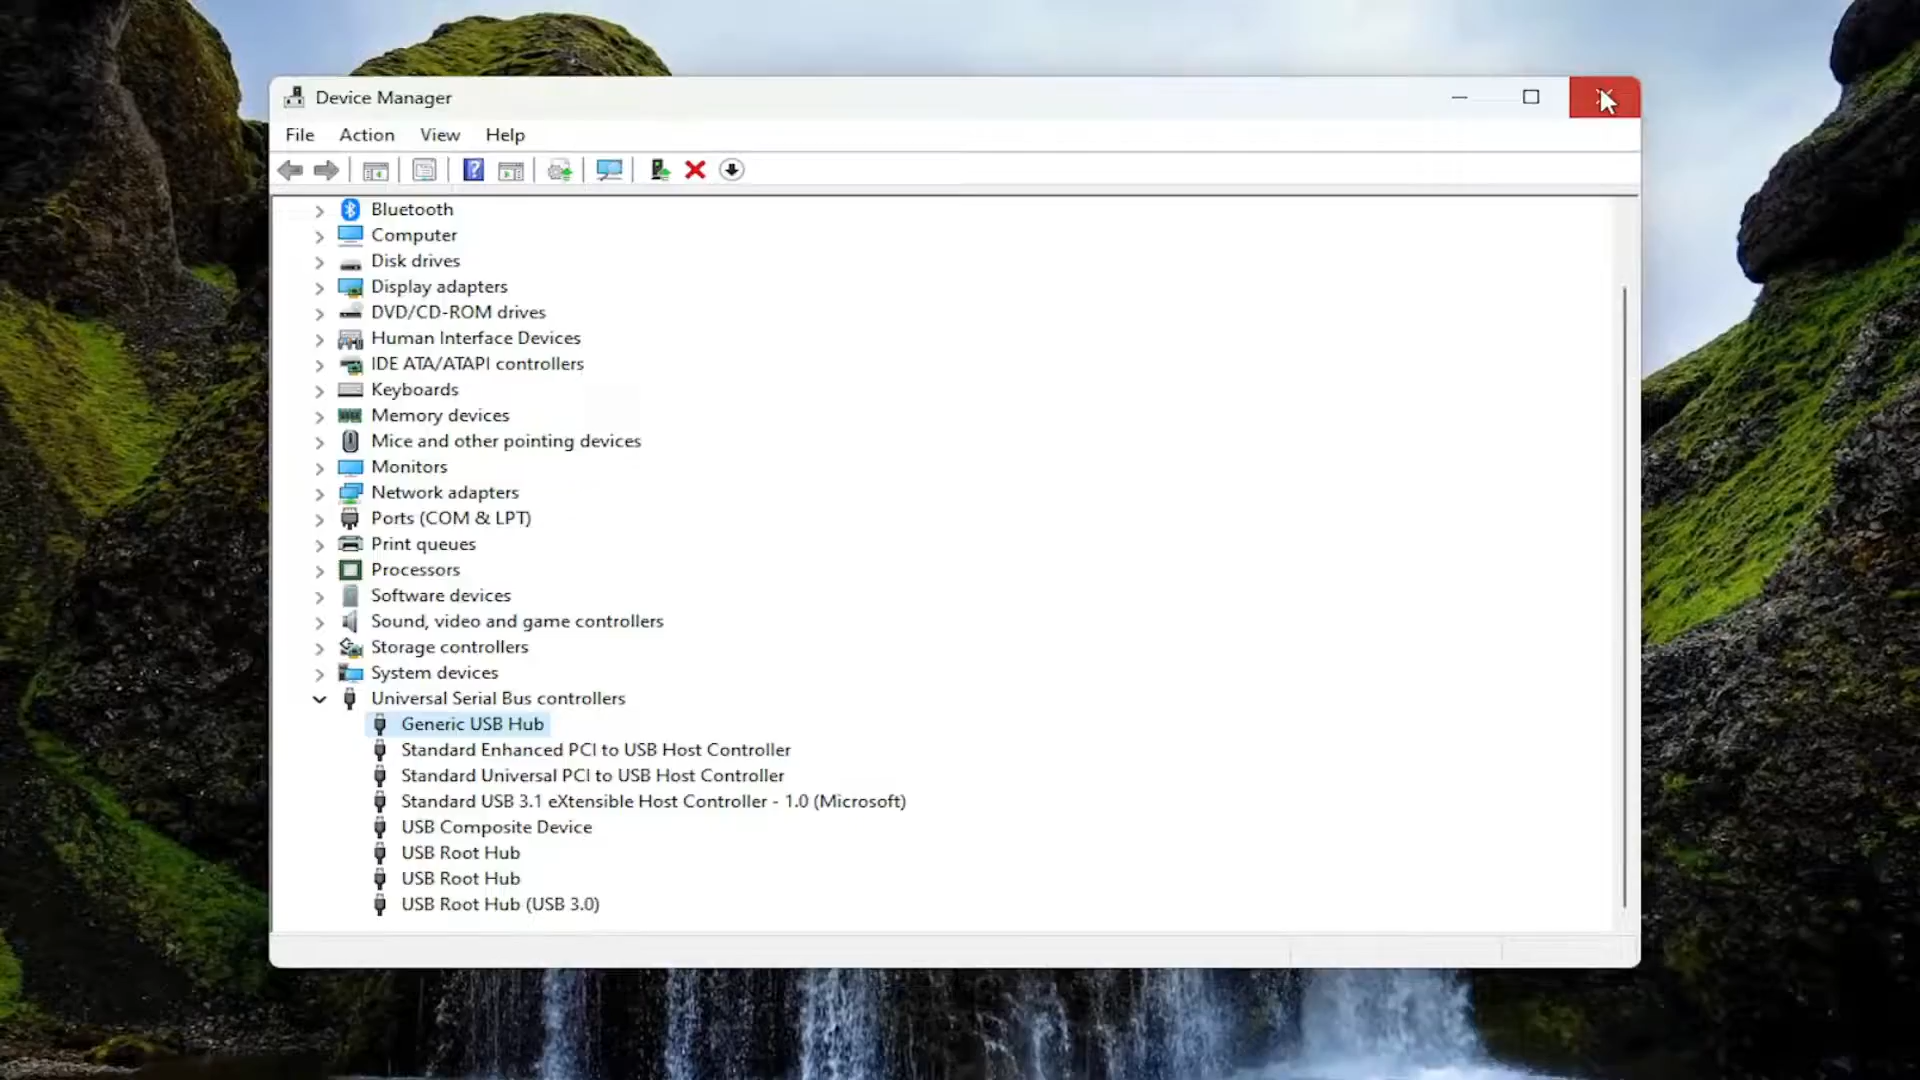 Device Manager
File Action View Help
Bluetooth
Computer
Disk drives
Display adapters
DVD/CD-ROM drives
Human Interface Devices
IDE ATA/ATAPI controllers
Keyboards
Memory devices
Mice and other pointing devices
Monitors
Network adapters
Ports (COM & LPT)
Print queues
Processors
Software devices
Sound, video and game controllers
Storage controllers
System devices
Universal Serial Bus controllers
Generic USB Hub
Standard Enhanced PCI to USB Host Controller
Standard Universal PCI to USB Host Controller
Standard USB 3.1 eXtensible Host Controller - 1.0 (Microsoft)
USB Composite Device
USB Root Hub
USB Root Hub
USB Root Hub (USB 3.0)